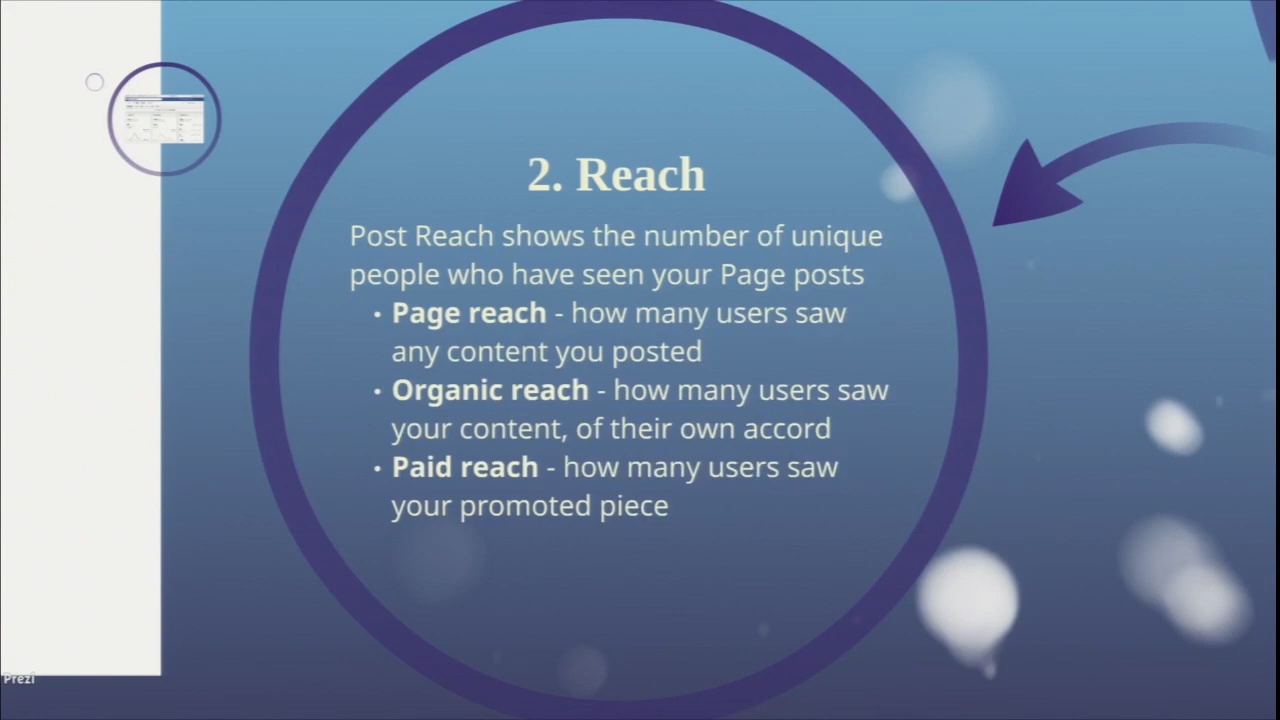 2. Reach
Post Reach shows the number of unique
people who have seen your Page posts
• Page reach - how many users saw
any content you posted
• Organic reach - how many users saw
your content, of their own accord
• Paid reach - how many users saw
your promoted piece
Prezi